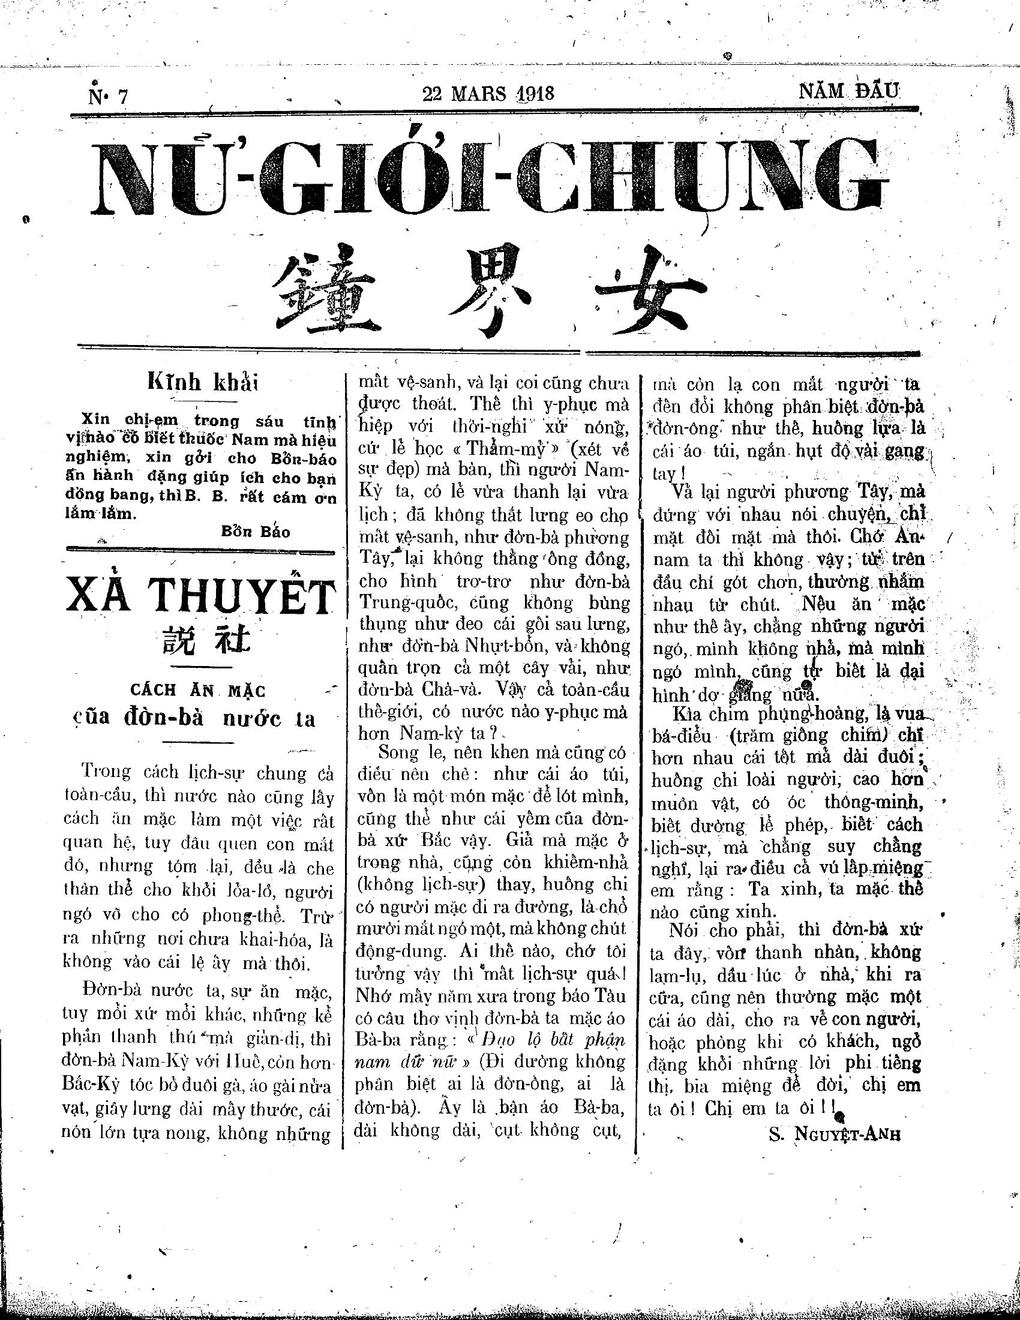 N° 7
22 MARS 1918
NĂM ĐẦU
NỮ-GIỚI-CHUNG
鐘界女
Kĩnh khải
Xin chị-em trong sáu tĩnh
vị nào có biết thuốc Nam mà hiệu
nghiệm, xin gởi cho Bổn-báo
ấn hành đặng giúp ích cho bạn
đồng bang, thì B. B. rất cám ơn
lắm lắm.
Bổn Báo
XÃ THUYẾT
說社
CÁCH ĂN MẶC
của đờn-bà nước ta
Trong cách lịch-sự chung cả
toàn-cầu, thì nước nào cũng lấy
cách ăn mặc làm một việc rất
quan hệ, tuy đâu quen con mắt
đó, nhưng tóm lại, đều là che
thân thể cho khỏi lỏa-lồ, người
ngó vô cho có phong-thể. Trừ
ra những nơi chưa khai-hóa, là
không vào cái lệ ấy mà thôi.
Đờn-bà nước ta, sự ăn mặc,
tuy mỗi xứ mỗi khác, những kể
phần thanh thú mà giản-dị, thì
đờn-bà Nam-Kỳ với Huế, còn hơn
Bắc-Kỳ tóc bỏ đuôi gà, áo gài nửa
vạt, giây lưng dài mấy thước, cái
nón lớn tựa nong, không những
mất vệ-sanh, và lại coi cũng chưa
được thoát. Thế thì y-phục mà
hiệp với thời-nghi xứ nóng,
cứ lẽ học « Thẩm-mỹ » (xét về
sự đẹp) mà bàn, thì người Nam-
Kỳ ta, có lẽ vừa thanh lại vừa
lịch ; đã không thắt lưng eo cho
mất vệ-sanh, như đờn-bà phương
Tây, lại không thẳng ông đồng,
cho hình trơ-trơ như đờn-bà
Trung-quốc, cũng không bùng
thụng như đeo cái gối sau lưng,
như đờn-bà Nhựt-bổn, và không
quấn trọn cả một cây vải, như
đờn-bà Chà-và. Vậy cả toàn-cầu
thế-giới, có nước nào y-phục mà
hơn Nam-kỳ ta ?
Song le, nên khen mà cũng có
điều nên chê : như cái áo túi,
vốn là một món mặc để lót mình,
cũng thể như cái yếm của đờn-
bà xứ Bắc vậy. Giả mà mặc ở
trong nhà, cũng còn khiếm-nhã
(không lịch-sự) thay, huống chi
có người mặc đi ra đường, là chỗ
mười mắt ngó một, mà không chút
động-dung. Ai thế nào, chớ tôi
tưởng vậy thì mất lịch-sự quá!
Nhớ mấy năm xưa trong báo Tàu
có câu thơ vịnh đờn-bà ta mặc áo
Bà-ba rằng : « Đạo lộ bất phận
nam dữ nữ » (Đi đường không
phân biệt ai là đờn-ông, ai là
đờn-bà). Ấy là bận áo Bà-ba,
dài không dài, cụt không cụt,
mà còn lạ con mắt người ta
đến đổi không phân biệt đờn-bà
đờn-ông như thế, huống lựa là
cái áo túi, ngắn hụt độ vài gang
tay !
Vả lại người phương Tây, mà
đứng với nhau nói chuyện, chỉ
mặt đối mặt mà thôi. Chớ An-
nam ta thì không vậy ; từ trên
đầu chí gót chơn, thường nhắm
nhau từ chút. Nếu ăn mặc
như thế ấy, chẳng những người
ngó, mình không nhã, mà mình
ngó mình, cũng tự biết là dại
hình dợ giáng nữa.
Kìa chim phụng-hoàng, là vua
bá-điểu (trăm giống chim) chỉ
hơn nhau cái tốt mã dài đuôi ;
huống chi loài người, cao hơn
muôn vật, có óc thông-minh,
biết đường lễ phép, biết cách
lịch-sự, mà chẳng suy chẳng
nghĩ, lại ra điều cả vú lấp miệng
em rằng : Ta xinh, ta mặc thế
nào cũng xinh.
Nói cho phải, thì đờn-bà xứ
ta đây, vốn thanh nhàn, không
lam-lụ, dầu lúc ở nhà, khi ra
cửa, cũng nên thường mặc một
cái áo dài, cho ra vẻ con người,
hoặc phòng khi có khách, ngỏ
đặng khỏi những lời phi tiếng
thị, bia miệng để đời, chị em
ta ôi ! Chị em ta ôi ! !
S. NGUYỆT-ANH